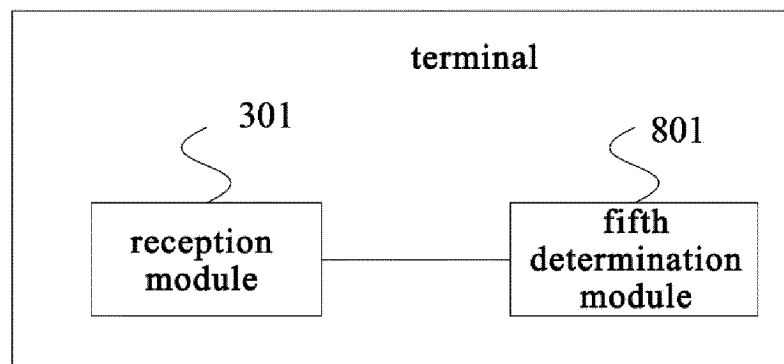 terminal
301
801
reception
module
fifth
determination
module